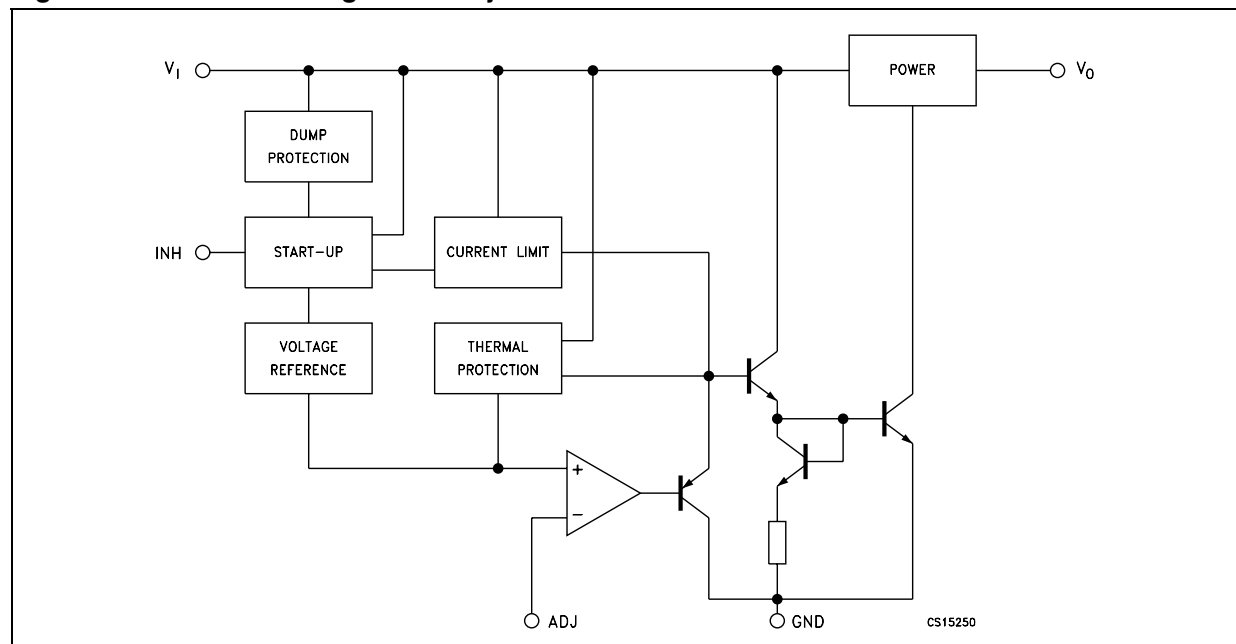 V_I
POWER
V_O
DUMP
PROTECTION
INH
START-UP
CURRENT LIMIT
VOLTAGE
REFERENCE
THERMAL
PROTECTION
+
−
ADJ
GND
CS15250